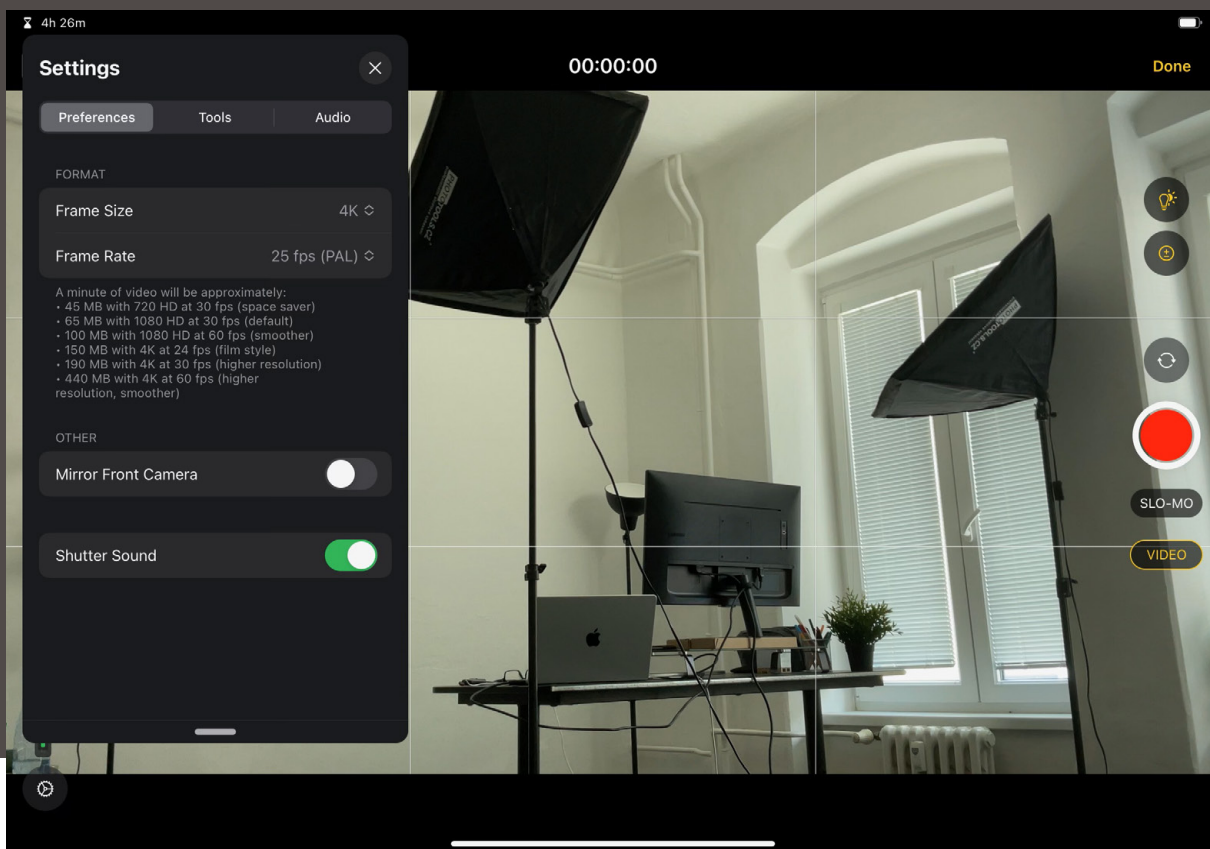 4h 26m
Settings
00:00:00
Done
Preferences Tools Audio
FORMAT
Frame Size 4K
Frame Rate 25 fps (PAL)
A minute of video will be approximately:
• 45 MB with 720 HD at 30 fps (space saver)
• 65 MB with 1080 HD at 30 fps (default)
• 100 MB with 1080 HD at 60 fps (smoother)
• 150 MB with 4K at 24 fps (film style)
• 190 MB with 4K at 30 fps (higher resolution)
• 440 MB with 4K at 60 fps (higher
resolution, smoother)
OTHER
Mirror Front Camera
Shutter Sound
SLO-MO
VIDEO
PHOTOTOOLS.CZ
PHOTOTOOLS.CZ